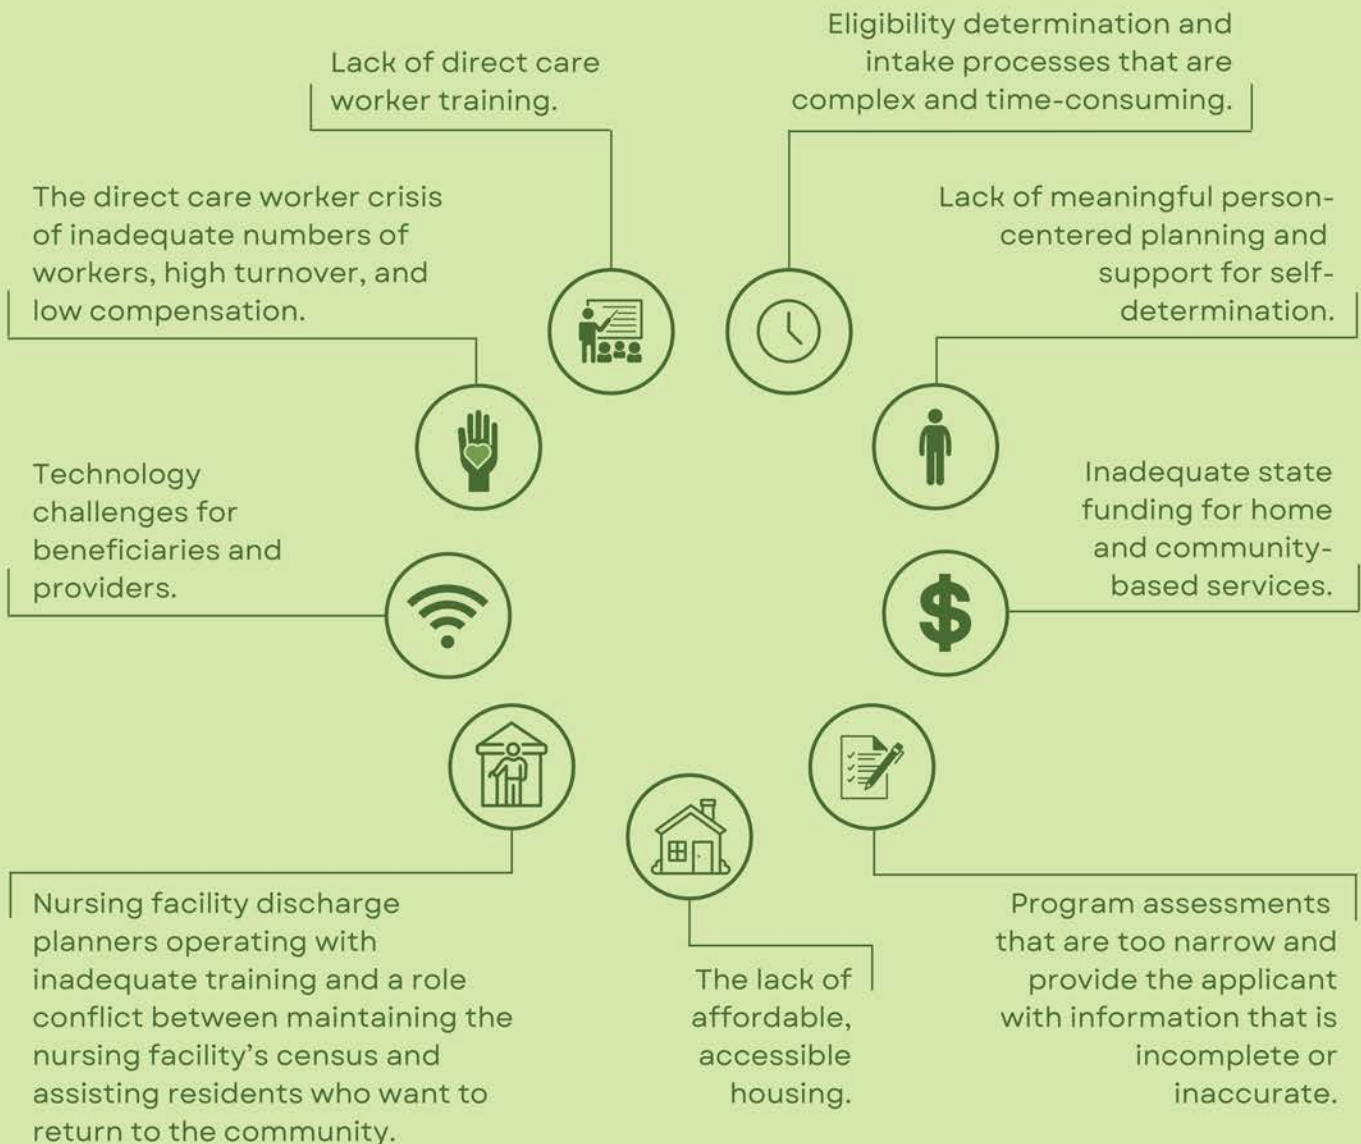 Lack of direct care
worker training.
Eligibility determination and
intake processes that are
complex and time-consuming.
The direct care worker crisis
of inadequate numbers of
workers, high turnover, and
low compensation.
Lack of meaningful person-
centered planning and
support for self-
determination.
Technology
challenges for
beneficiaries and
providers.
Inadequate state
funding for home
and community-
based services.
$
Nursing facility discharge
planners operating with
inadequate training and a role
conflict between maintaining the
nursing facility's census and
assisting residents who want to
return to the community.
The lack of
affordable,
accessible
housing.
Program assessments
that are too narrow and
provide the applicant
with information that is
incomplete or
inaccurate.